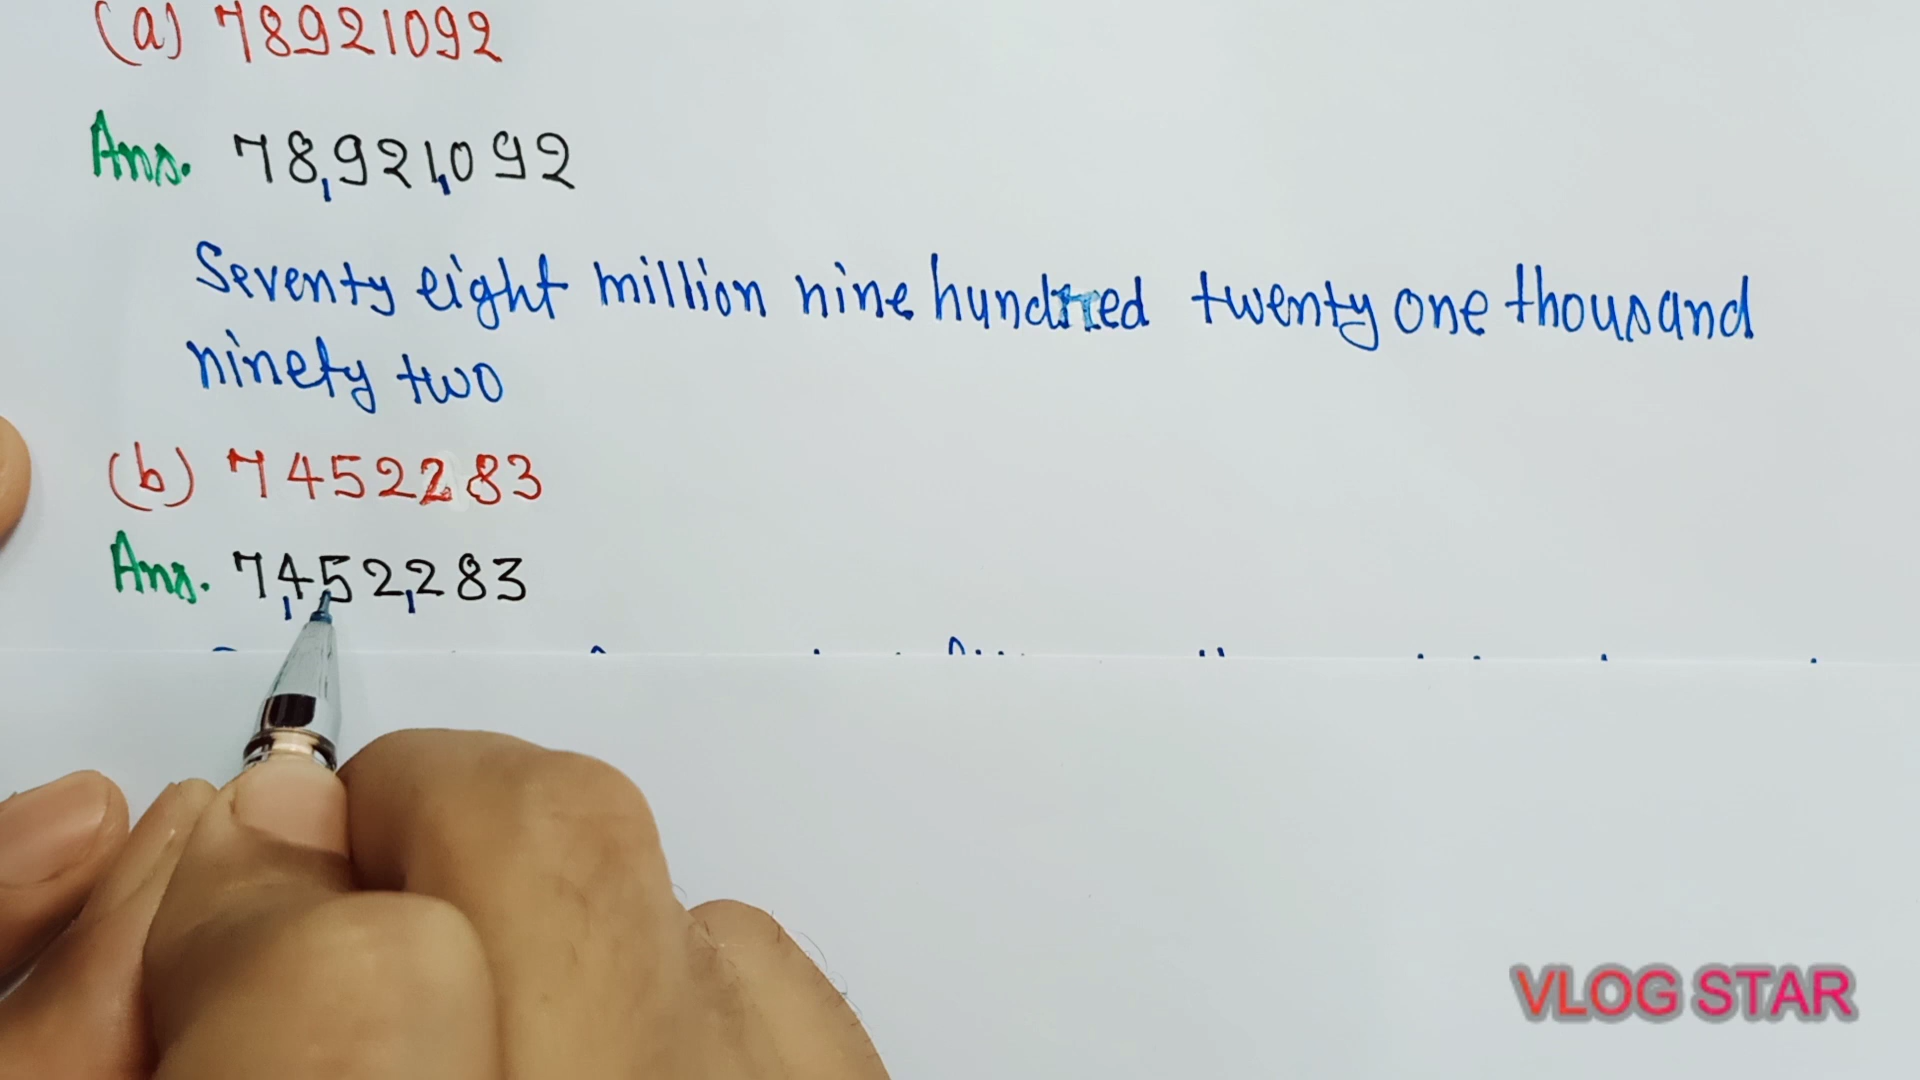 (a) 78921092
Ans. 78,921,092
Seventy eight million nine hundred twenty one thousand
ninety two
(b) 7452283
Ans. 7,452,283
VLOG STAR